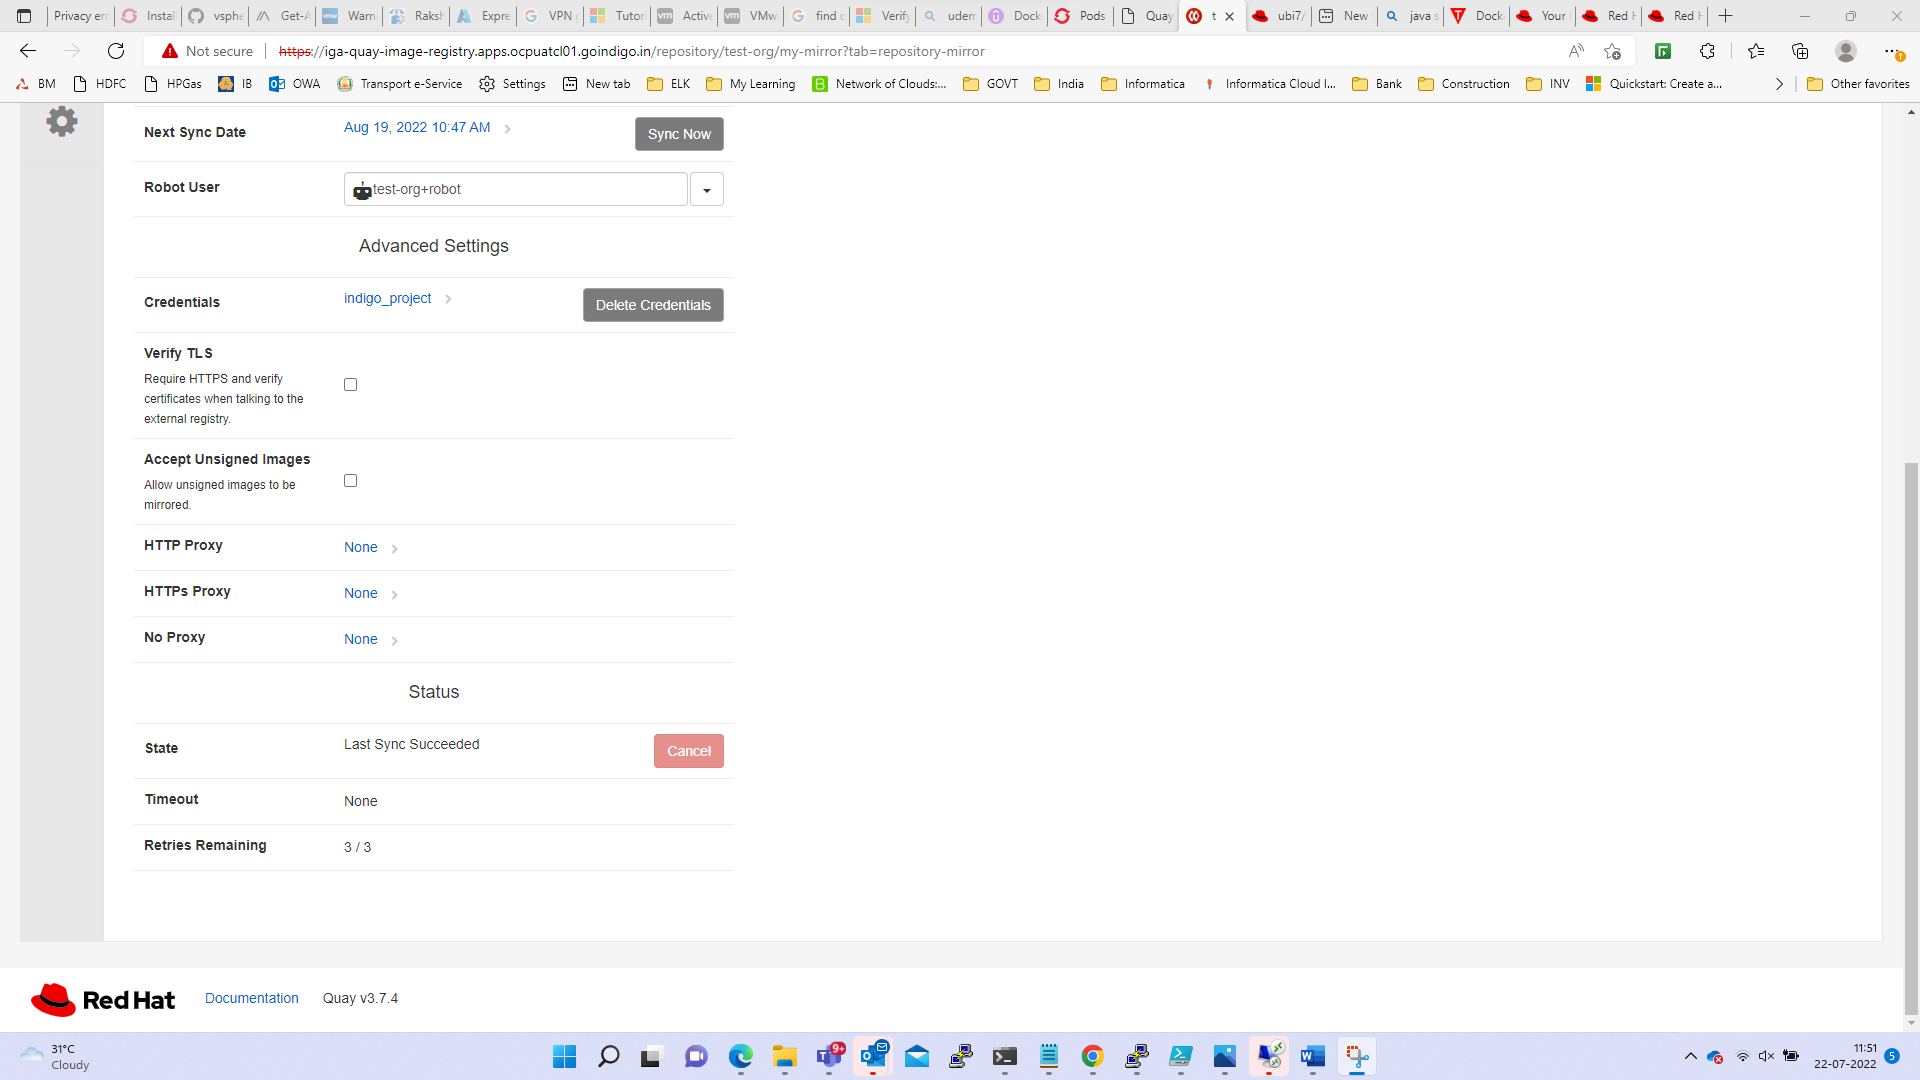 Privacy err
Instal
vsphe
Get-A
Warn
Raksh
Expre
VPN g
Tutor
Active
VMwa
find o
Verify
udem
Dock
Pods
Quay
t
ubi7/
New
java s
Dock
Your
Red H
Red H
Not secure
https://iga-quay-image-registry.apps.ocpuatcl01.goindigo.in/repository/test-org/my-mirror?tab=repository-mirror
BM
HDFC
HPGas
IB
OWA
Transport e-Service
Settings
New tab
ELK
My Learning
Network of Clouds:...
GOVT
India
Informatica
Informatica Cloud I...
Bank
Construction
INV
Quickstart: Create a...
Other favorites
Next Sync Date
Aug 19, 2022 10:47 AM
Sync Now
Robot User
test-org+robot
Advanced Settings
Credentials
indigo_project
Delete Credentials
Verify TLS
Require HTTPS and verify
certificates when talking to the
external registry.
Accept Unsigned Images
Allow unsigned images to be
mirrored.
HTTP Proxy
None
HTTPs Proxy
None
No Proxy
None
Status
State
Last Sync Succeeded
Cancel
Timeout
None
Retries Remaining
3 / 3
Red Hat
Documentation
Quay v3.7.4
31°C
Cloudy
9+
11:51
22-07-2022
5